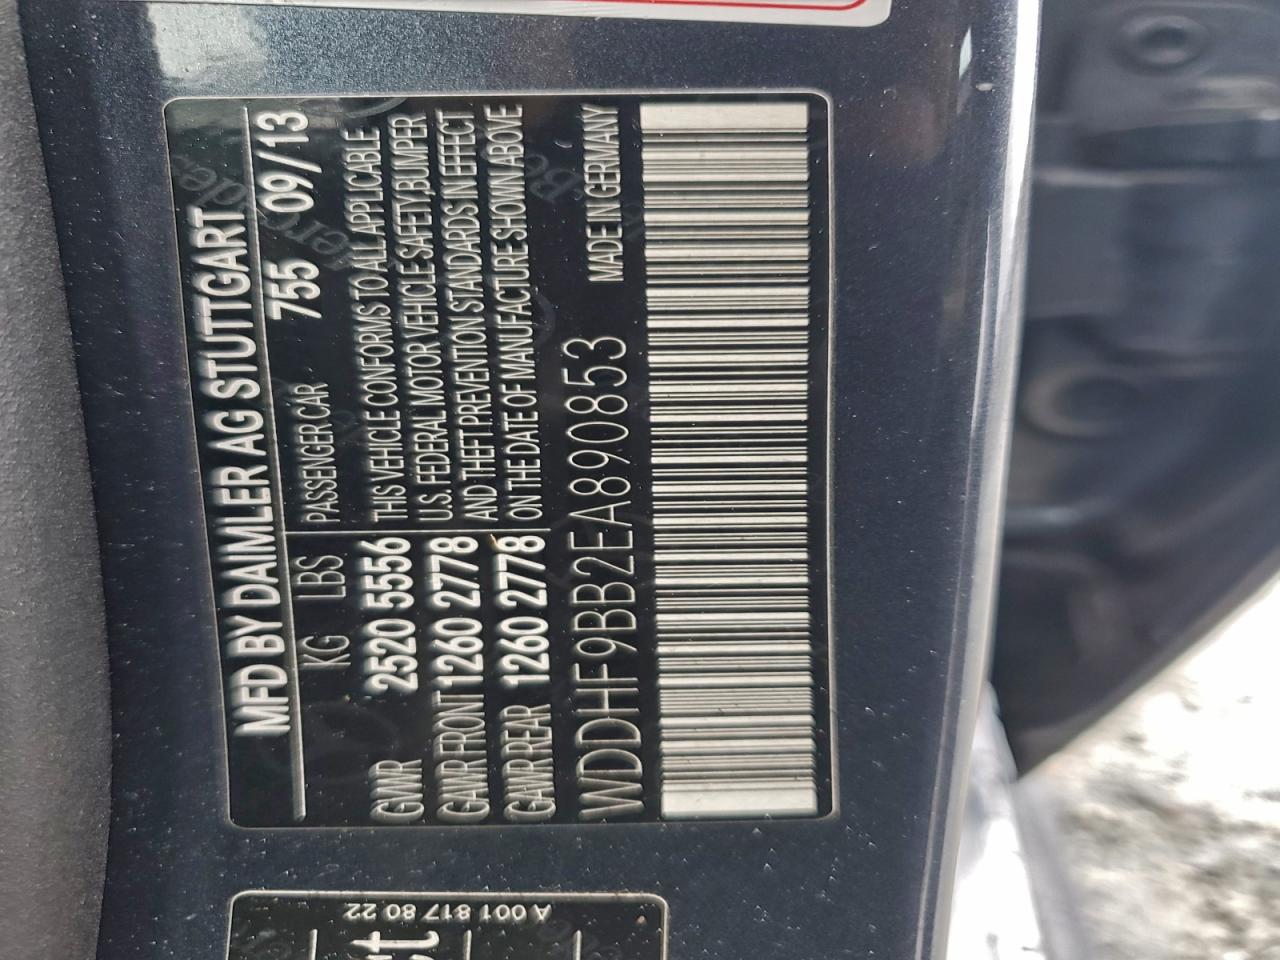 MFD BY DAIMLER AG STUTTGART
755 09/13
KG LBS PASSENGER CAR
GVWR 2520 5556
GAWR FRONT 1260 2778
GAWR REAR 1260 2778
THIS VEHICLE CONFORMS TO ALL APPLICABLE
U.S. FEDERAL MOTOR VEHICLE SAFETY,BUMPER
AND THEFT PREVENTION STANDARDS IN EFFECT
ON THE DATE OF MANUFACTURE SHOWN ABOVE
WDDHF9BB2EA890853 MADE IN GERMANY
A 001 817 80 22